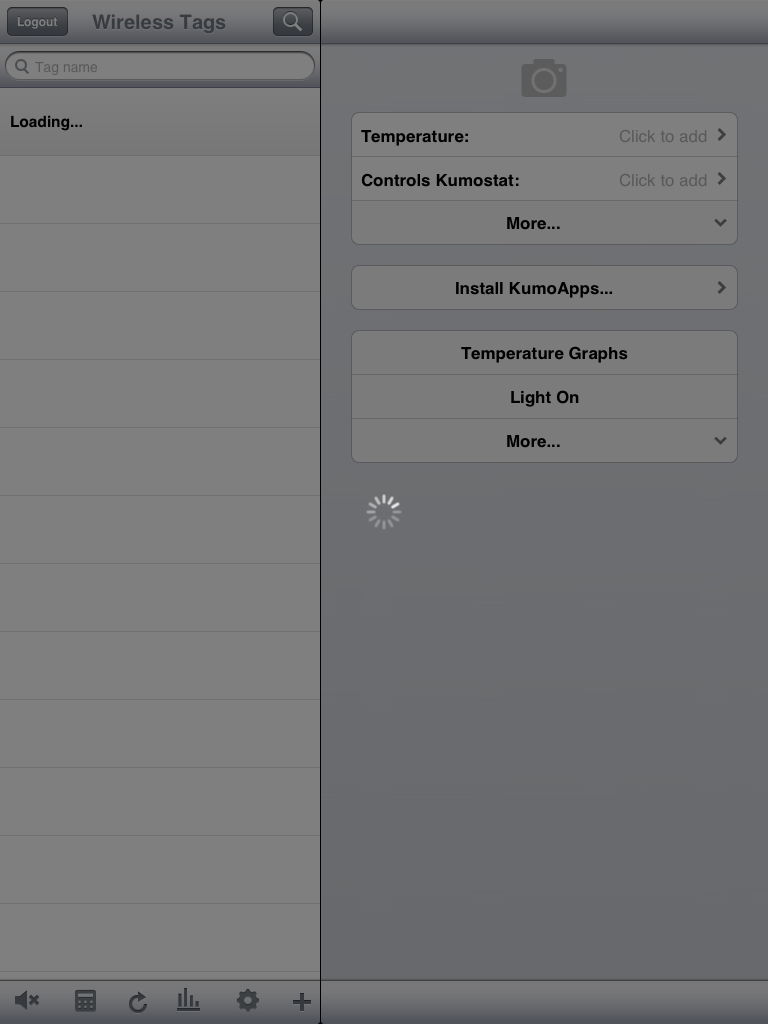 Logout
Wireless Tags
Tag name
Loading...
Temperature: Click to add
Controls Kumostat: Click to add
More...
Install KumoApps...
Temperature Graphs
Light On
More...